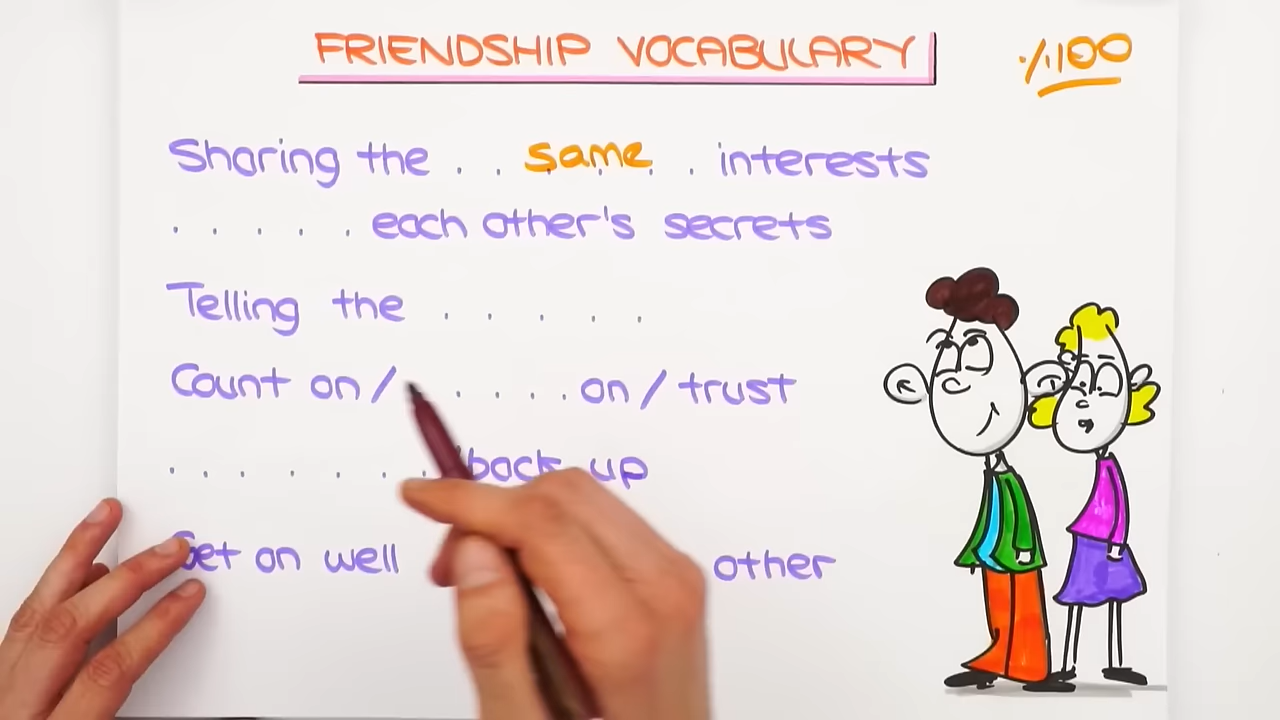 FRIENDSHIP VOCABULARY
·/.100
Sharing the . . same . interests
. . . . . each other's secrets
Telling the . . . . .
Count on / . . . . on / trust
. . . . . . . back up
Get on well other